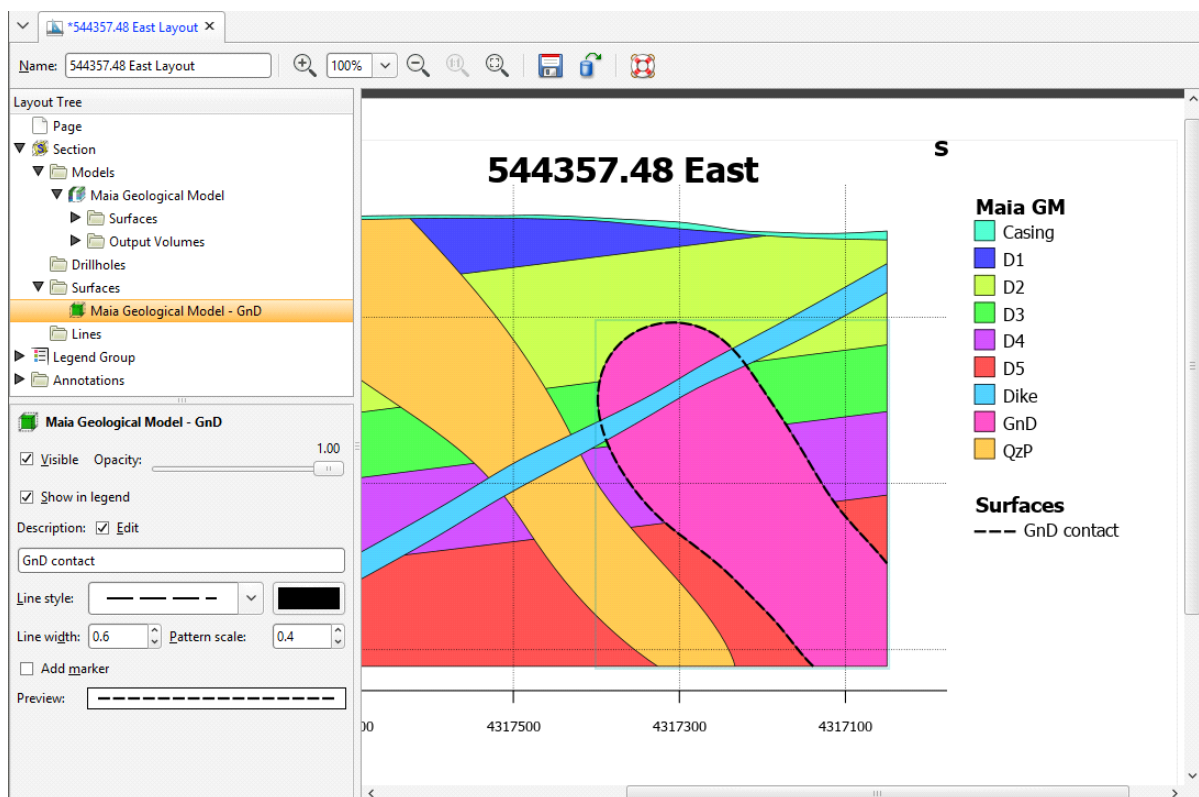 *544357.48 East Layout
Name: 544357.48 East Layout 100%
Layout Tree
Page
Section
Models
Maia Geological Model
Surfaces
Output Volumes
Drillholes
Surfaces
Maia Geological Model - GnD
Lines
Legend Group
Annotations
Maia Geological Model - GnD
Visible Opacity: 1.00
Show in legend
Description: Edit
GnD contact
Line style:
Line width: 0.6 Pattern scale: 0.4
Add marker
Preview:
S
544357.48 East
Maia GM
Casing
D1
D2
D3
D4
D5
Dike
GnD
QzP
Surfaces
GnD contact
00 4317500 4317300 4317100